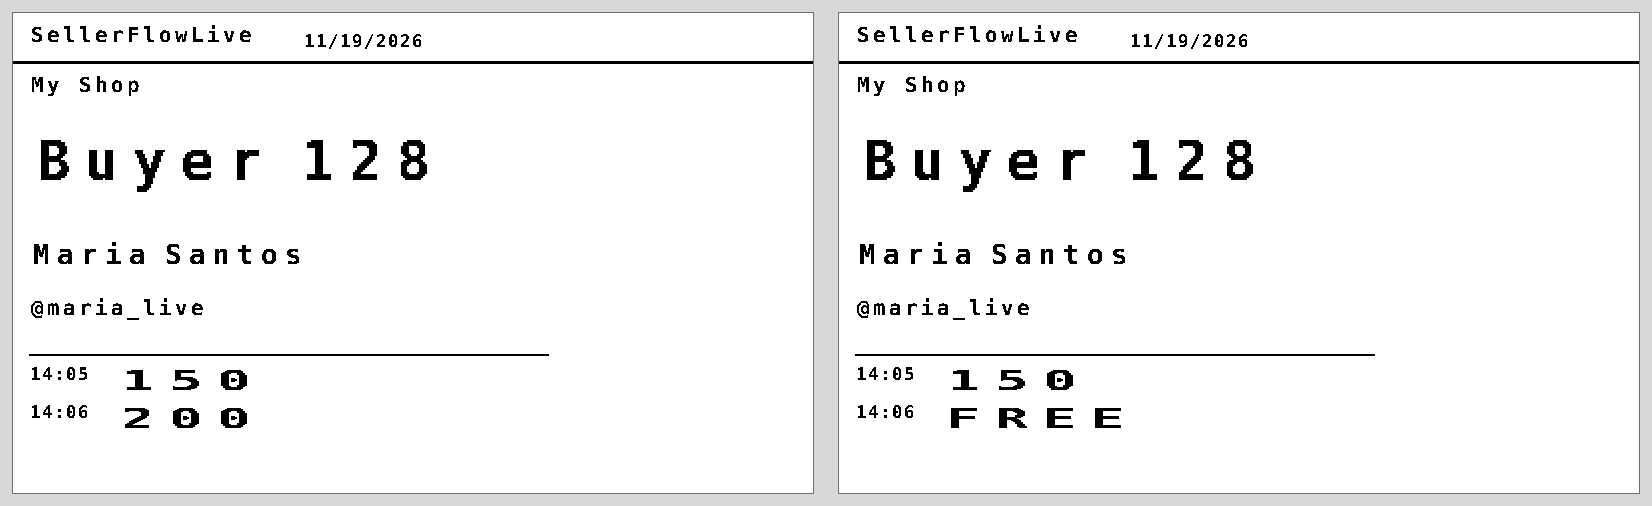 SellerFlowLive 11/19/2026
My Shop
Buyer 128
Maria Santos
@maria_live
14:05 150
14:06 200
SellerFlowLive 11/19/2026
My Shop
Buyer 128
Maria Santos
@maria_live
14:05 150
14:06 FREE